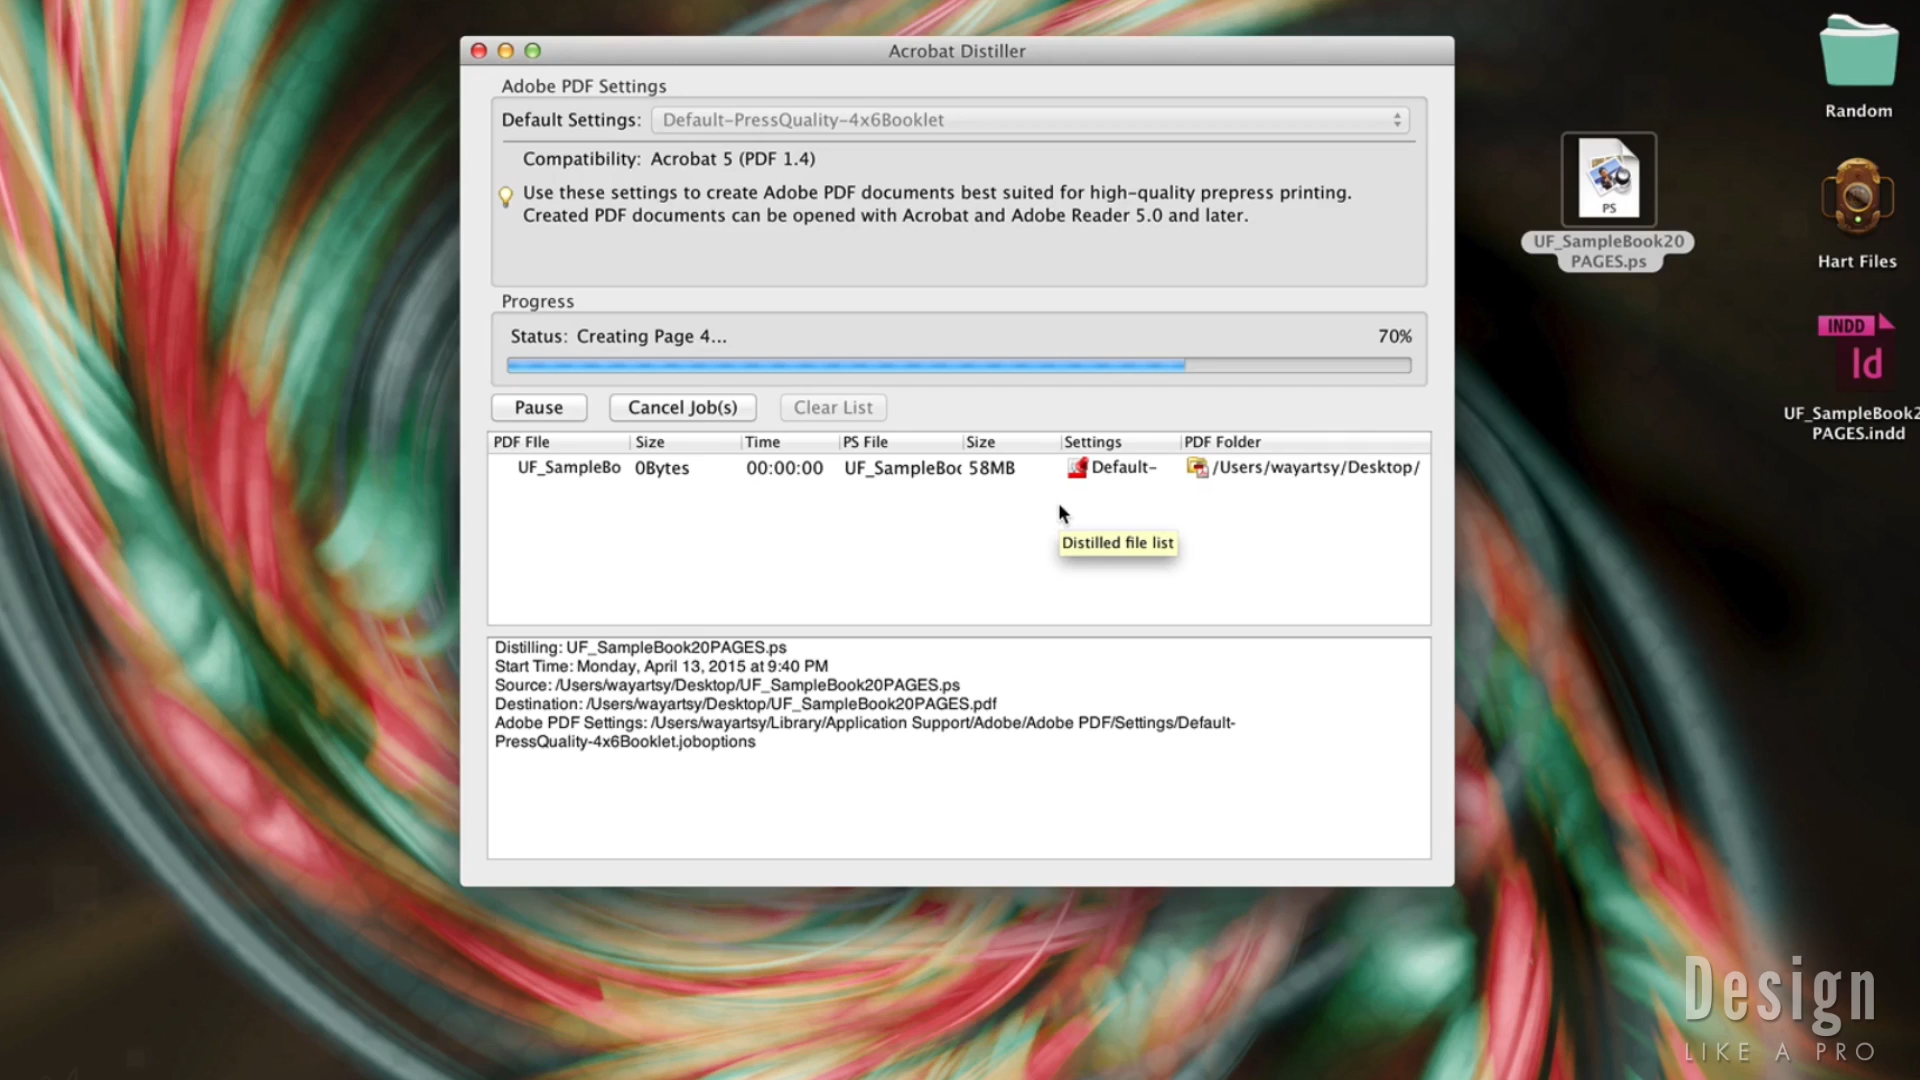 Acrobat Distiller
Adobe PDF Settings
Default Settings: Default-PressQuality-4x6Booklet
Compatibility: Acrobat 5 (PDF 1.4)
Use these settings to create Adobe PDF documents best suited for high-quality prepress printing.
Created PDF documents can be opened with Acrobat and Adobe Reader 5.0 and later.
Progress
Status: Creating Page 4... 70%
Pause Cancel Job(s) Clear List
PDF FIle Size Time PS File Size Settings PDF Folder
UF_SampleBo 0Bytes 00:00:00 UF_SampleBoc 58MB Default- /Users/wayartsy/Desktop/
Distilled file list
Distilling: UF_SampleBook20PAGES.ps
Start Time: Monday, April 13, 2015 at 9:40 PM
Source: /Users/wayartsy/Desktop/UF_SampleBook20PAGES.ps
Destination: /Users/wayartsy/Desktop/UF_SampleBook20PAGES.pdf
Adobe PDF Settings: /Users/wayartsy/Library/Application Support/Adobe/Adobe PDF/Settings/Default-
PressQuality-4x6Booklet.joboptions
PS
UF_SampleBook20
PAGES.ps
Random
Hart Files
INDD
Id
UF_SampleBook2
PAGES.indd
Design
LIKE A PRO